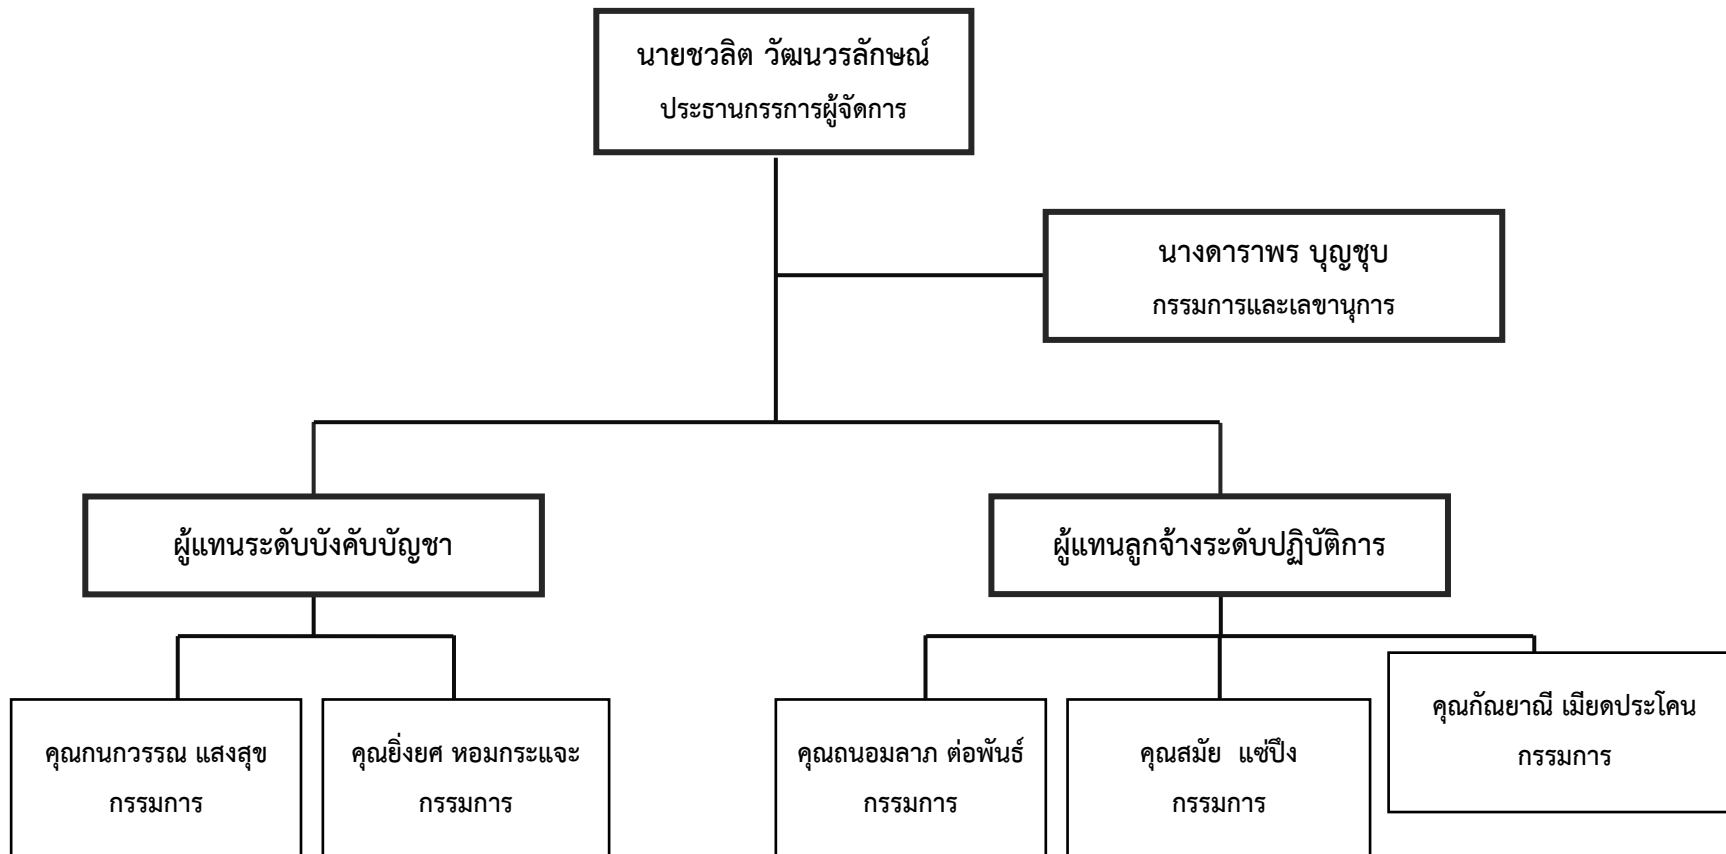 นายชวลิต วัฒนวรลักษณ์
ประธานกรรการผู้จัดการ
นางดาราพร บุญชุบ
กรรมการและเลขานุการ
ผู้แทนระดับบังคับบัญชา
ผู้แทนลูกจ้างระดับปฏิบัติการ
คุณกนกวรรณ แสงสุข
กรรมการ
คุณยิ่งยศ หอมกระแจะ
กรรมการ
คุณถนอมลาภ ต่อพันธ์
กรรมการ
คุณสมัย แซ่ปึง
กรรมการ
คุณกัณยาณี เมียดประโคน
กรรมการ